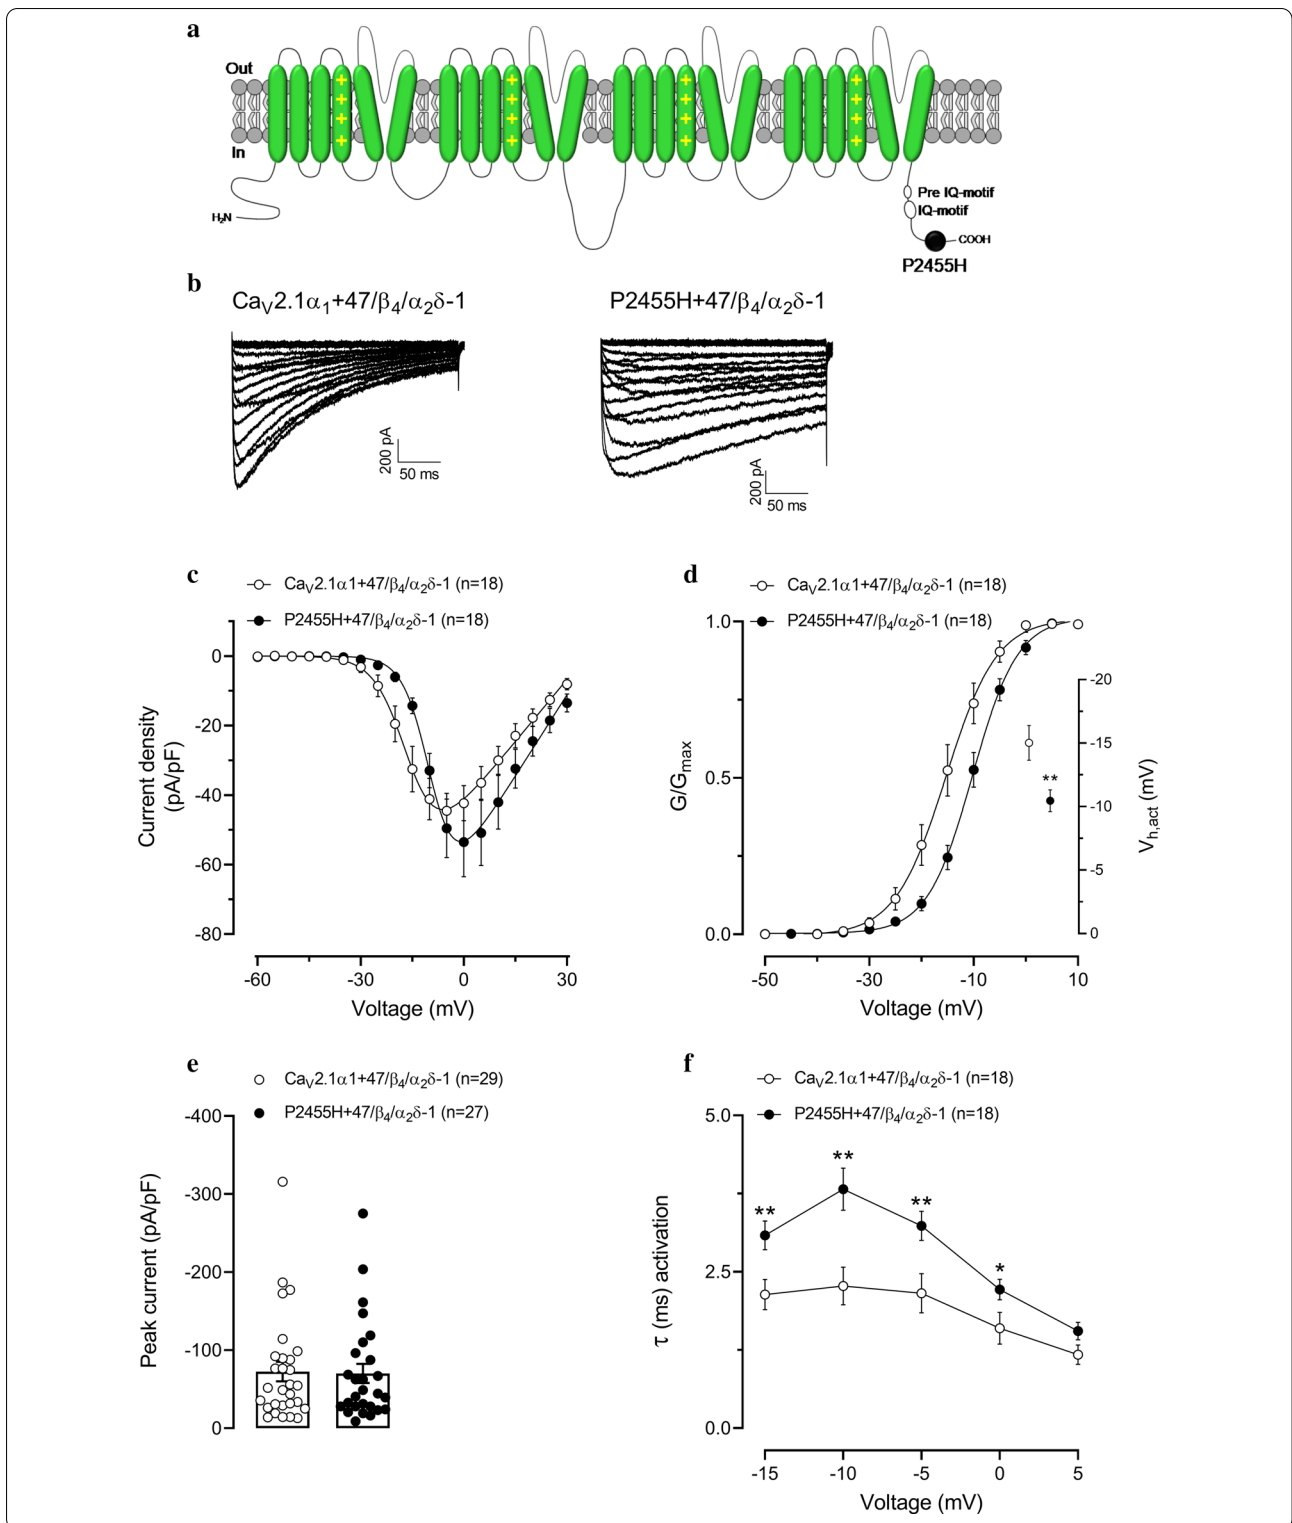 a
Out
In
H₂N
Pre IQ-motif
IQ-motif
COOH
P2455H
b
CaV2.1α₁+47/β₄/α₂δ-1
P2455H+47/β₄/α₂δ-1
200 pA
50 ms
200 pA
50 ms
c
CaV2.1α1+47/β₄/α₂δ-1 (n=18)
P2455H+47/β₄/α₂δ-1 (n=18)
0
-20
-40
-60
-80
Current density
(pA/pF)
-60
-30
0
30
Voltage (mV)
d
CaV2.1α1+47/β₄/α₂δ-1 (n=18)
P2455H+47/β₄/α₂δ-1 (n=18)
1.0
0.5
0.0
G/Gmax
-20
-15
-10
-5
0
**
Vh,act (mV)
-50
-30
-10
10
Voltage (mV)
e
CaV2.1α1+47/β₄/α₂δ-1 (n=29)
P2455H+47/β₄/α₂δ-1 (n=27)
-400
-300
-200
-100
0
Peak current (pA/pF)
f
CaV2.1α1+47/β₄/α₂δ-1 (n=18)
P2455H+47/β₄/α₂δ-1 (n=18)
5.0
2.5
0.0
τ (ms) activation
**
**
**
*
-15
-10
-5
0
5
Voltage (mV)